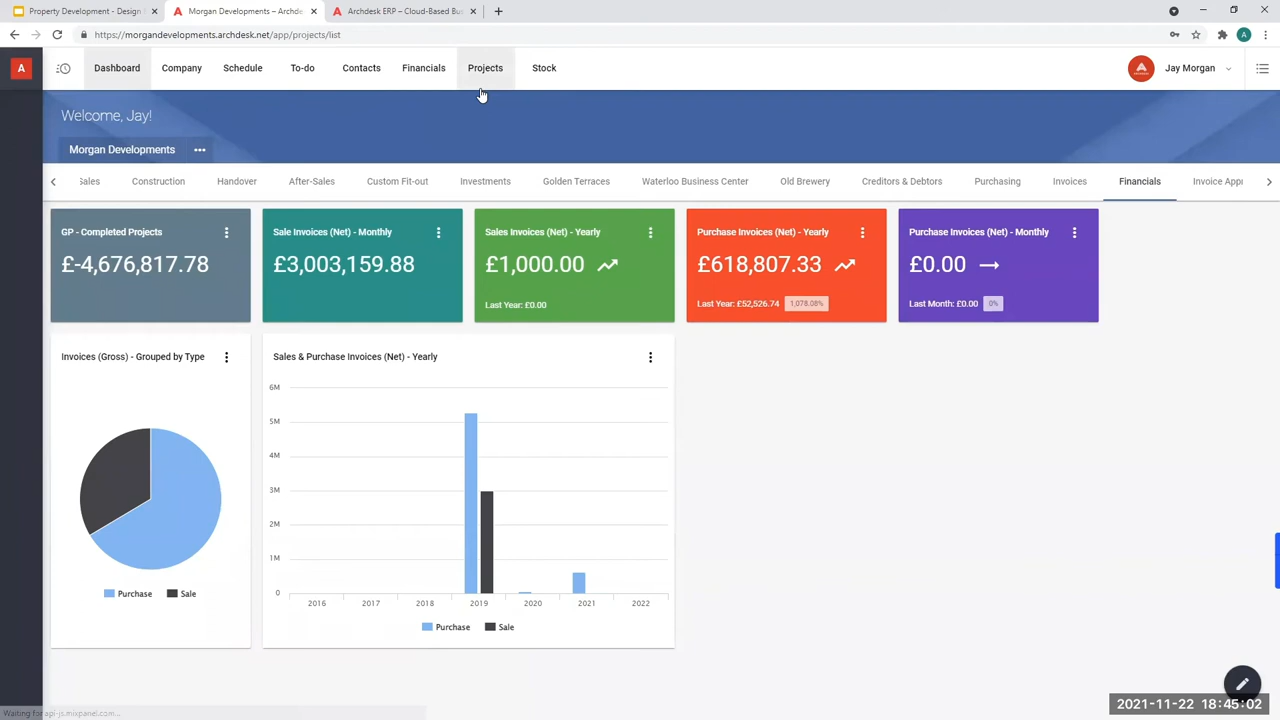 Property Development - Design
Morgan Developments – Archde
Archdesk ERP – Cloud-Based Bus
https://morgandevelopments.archdesk.net/app/projects/list
A
A
Dashboard
Company
Schedule
To-do
Contacts
Financials
Projects
Stock
Jay Morgan
Welcome, Jay!
Morgan Developments
Sales
Construction
Handover
After-Sales
Custom Fit-out
Investments
Golden Terraces
Waterloo Business Center
Old Brewery
Creditors & Debtors
Purchasing
Invoices
Financials
Invoice Appr
GP - Completed Projects
£-4,676,817.78
Sale Invoices (Net) - Monthly
£3,003,159.88
Sales Invoices (Net) - Yearly
£1,000.00
Last Year: £0.00
Purchase Invoices (Net) - Yearly
£618,807.33
Last Year: £52,526.74 1,078.08%
Purchase Invoices (Net) - Monthly
£0.00
Last Month: £0.00 0%
Invoices (Gross) - Grouped by Type
Purchase Sale
Sales & Purchase Invoices (Net) - Yearly
6M
5M
4M
3M
2M
1M
0
2016 2017 2018 2019 2020 2021 2022
Purchase Sale
Waiting for api-js.mixpanel.com...
2021-11-22 18:45:02